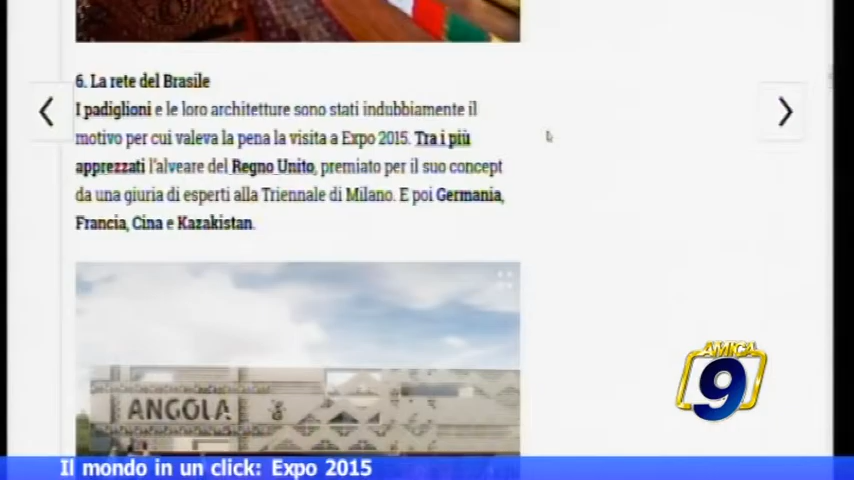 6. La rete del Brasile
I padiglioni e le loro architetture sono stati indubbiamente il
motivo per cui valeva la pena la visita a Expo 2015. Tra i più
apprezzati l'alveare del Regno Unito, premiato per il suo concept
da una giuria di esperti alla Triennale di Milano. E poi Germania,
Francia, Cina e Kazakistan.
ANGOLA
AMICA
9
Il mondo in un click: Expo 2015